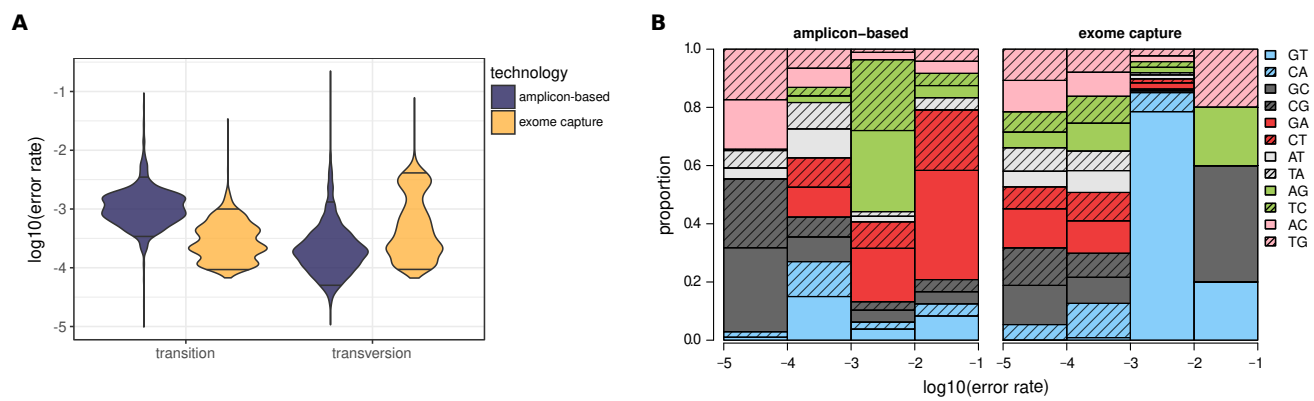 A
technology
amplicon-based
exome capture
log10(error rate)
-1
-2
-3
-4
-5
transition
transversion
B
amplicon-based
exome capture
proportion
1.0
0.8
0.6
0.4
0.2
0.0
−5 −4 −3 −2 −1
−5 −4 −3 −2 −1
log10(error rate)
GT
CA
GC
CG
GA
CT
AT
TA
AG
TC
AC
TG